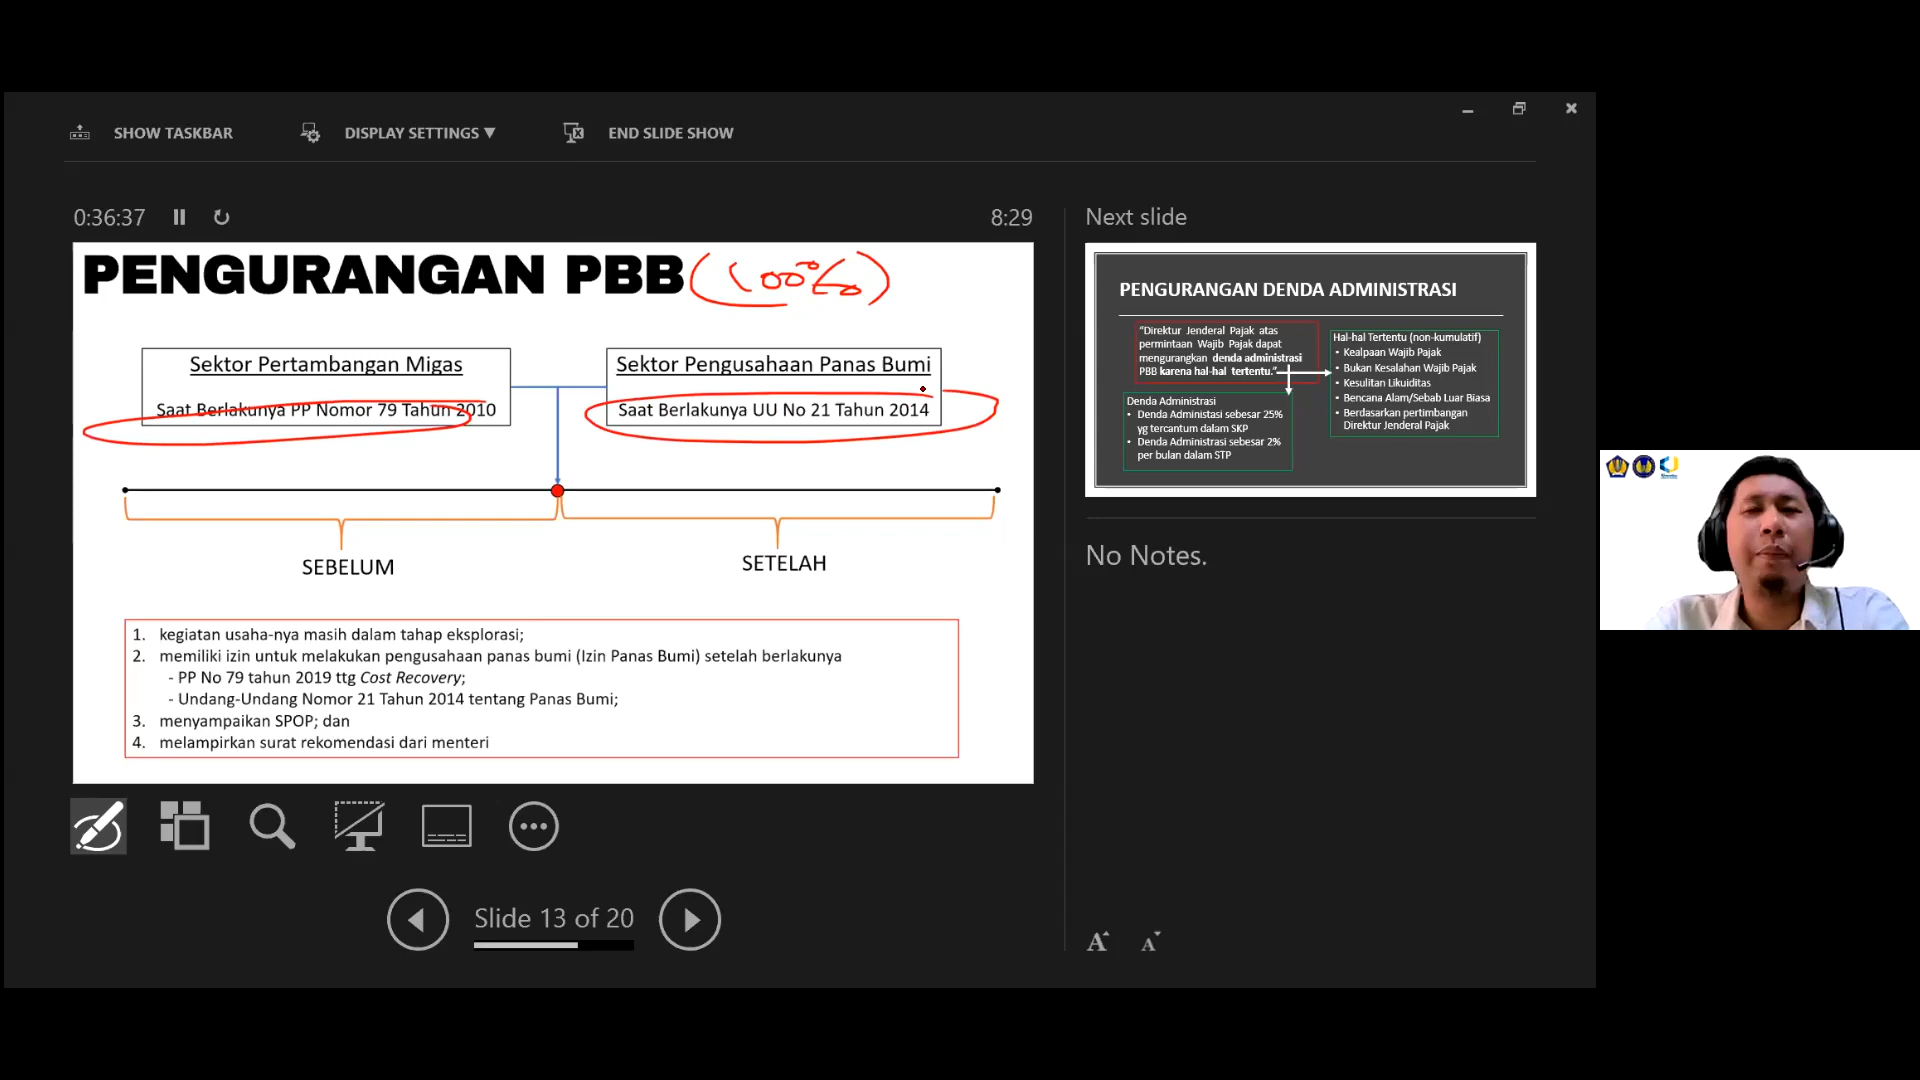 SHOW TASKBAR
DISPLAY SETTINGS ▼
END SLIDE SHOW
0:36:37
8:29
PENGURANGAN PBB (100%)
Sektor Pertambangan Migas
Saat Berlakunya PP Nomor 79 Tahun 2010
Sektor Pengusahaan Panas Bumi
Saat Berlakunya UU No 21 Tahun 2014
SEBELUM
SETELAH
1. kegiatan usaha-nya masih dalam tahap eksplorasi;
2. memiliki izin untuk melakukan pengusahaan panas bumi (Izin Panas Bumi) setelah berlakunya
- PP No 79 tahun 2019 ttg Cost Recovery;
- Undang-Undang Nomor 21 Tahun 2014 tentang Panas Bumi;
3. menyampaikan SPOP; dan
4. melampirkan surat rekomendasi dari menteri
Slide 13 of 20
Next slide
PENGURANGAN DENDA ADMINISTRASI
"Direktur Jenderal Pajak atas
permintaan Wajib Pajak dapat
mengurangkan denda administrasi
PBB karena hal-hal tertentu."
Denda Administrasi
• Denda Administasi sebesar 25%
yg tercantum dalam SKP
• Denda Administrasi sebesar 2%
per bulan dalam STP
Hal-hal Tertentu (non-kumulatif)
• Kealpaan Wajib Pajak
• Bukan Kesalahan Wajib Pajak
• Kesulitan Likuiditas
• Bencana Alam/Sebab Luar Biasa
• Berdasarkan pertimbangan
Direktur Jenderal Pajak
No Notes.
A A